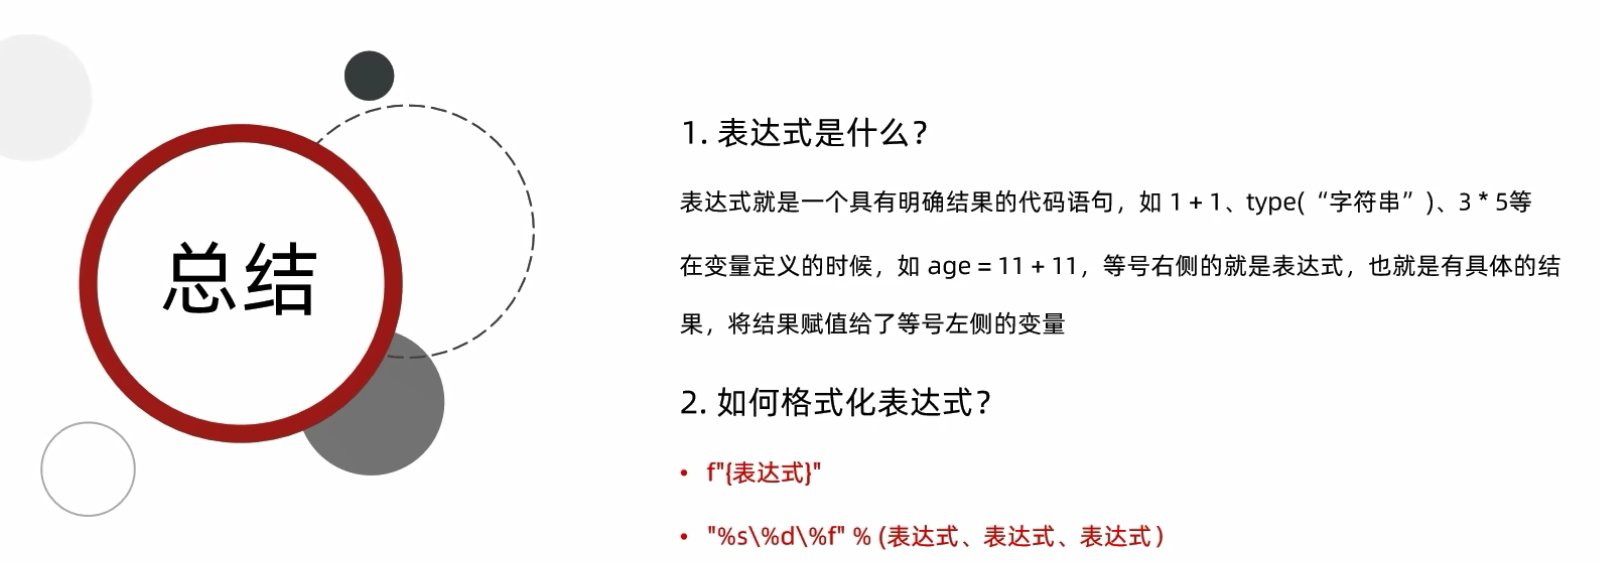 总结
1. 表达式是什么？
表达式就是一个具有明确结果的代码语句，如 1 + 1、type(“字符串”)、3 * 5等
在变量定义的时候，如 age = 11 + 11，等号右侧的就是表达式，也就是有具体的结
果，将结果赋值给了等号左侧的变量
2. 如何格式化表达式？
• f"{表达式}"
• "%s\%d\%f" % (表达式、表达式、表达式)